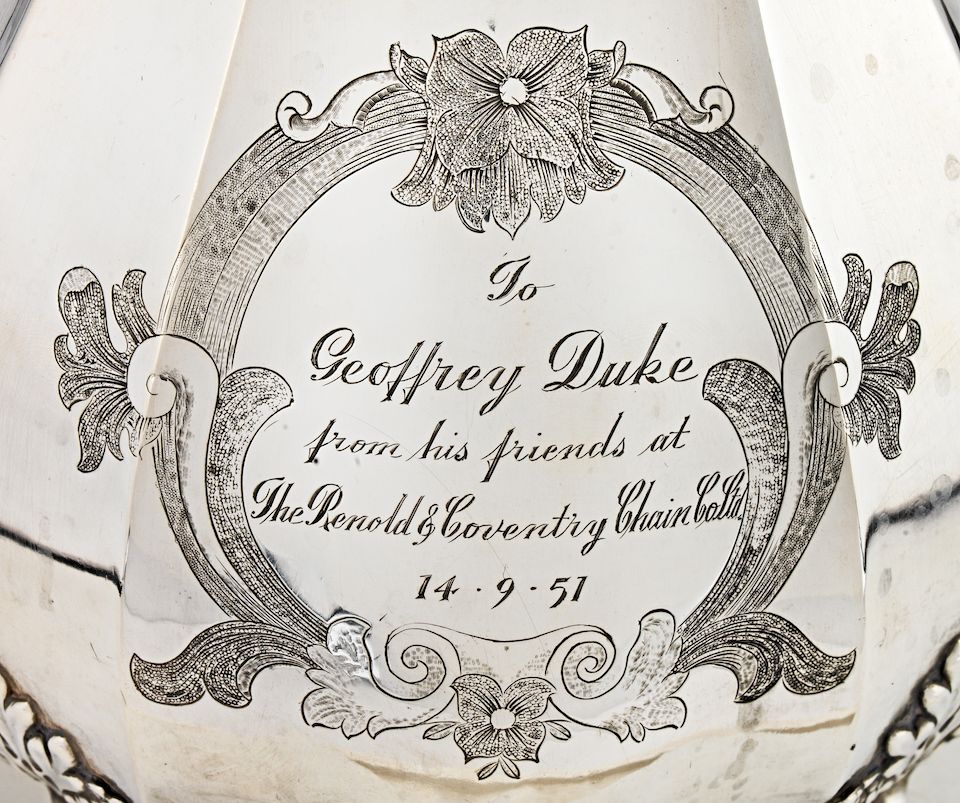 To
Geoffrey Duke
from his friends at
The Renold & Coventry Chain Co Ltd.
14 · 9 · 51